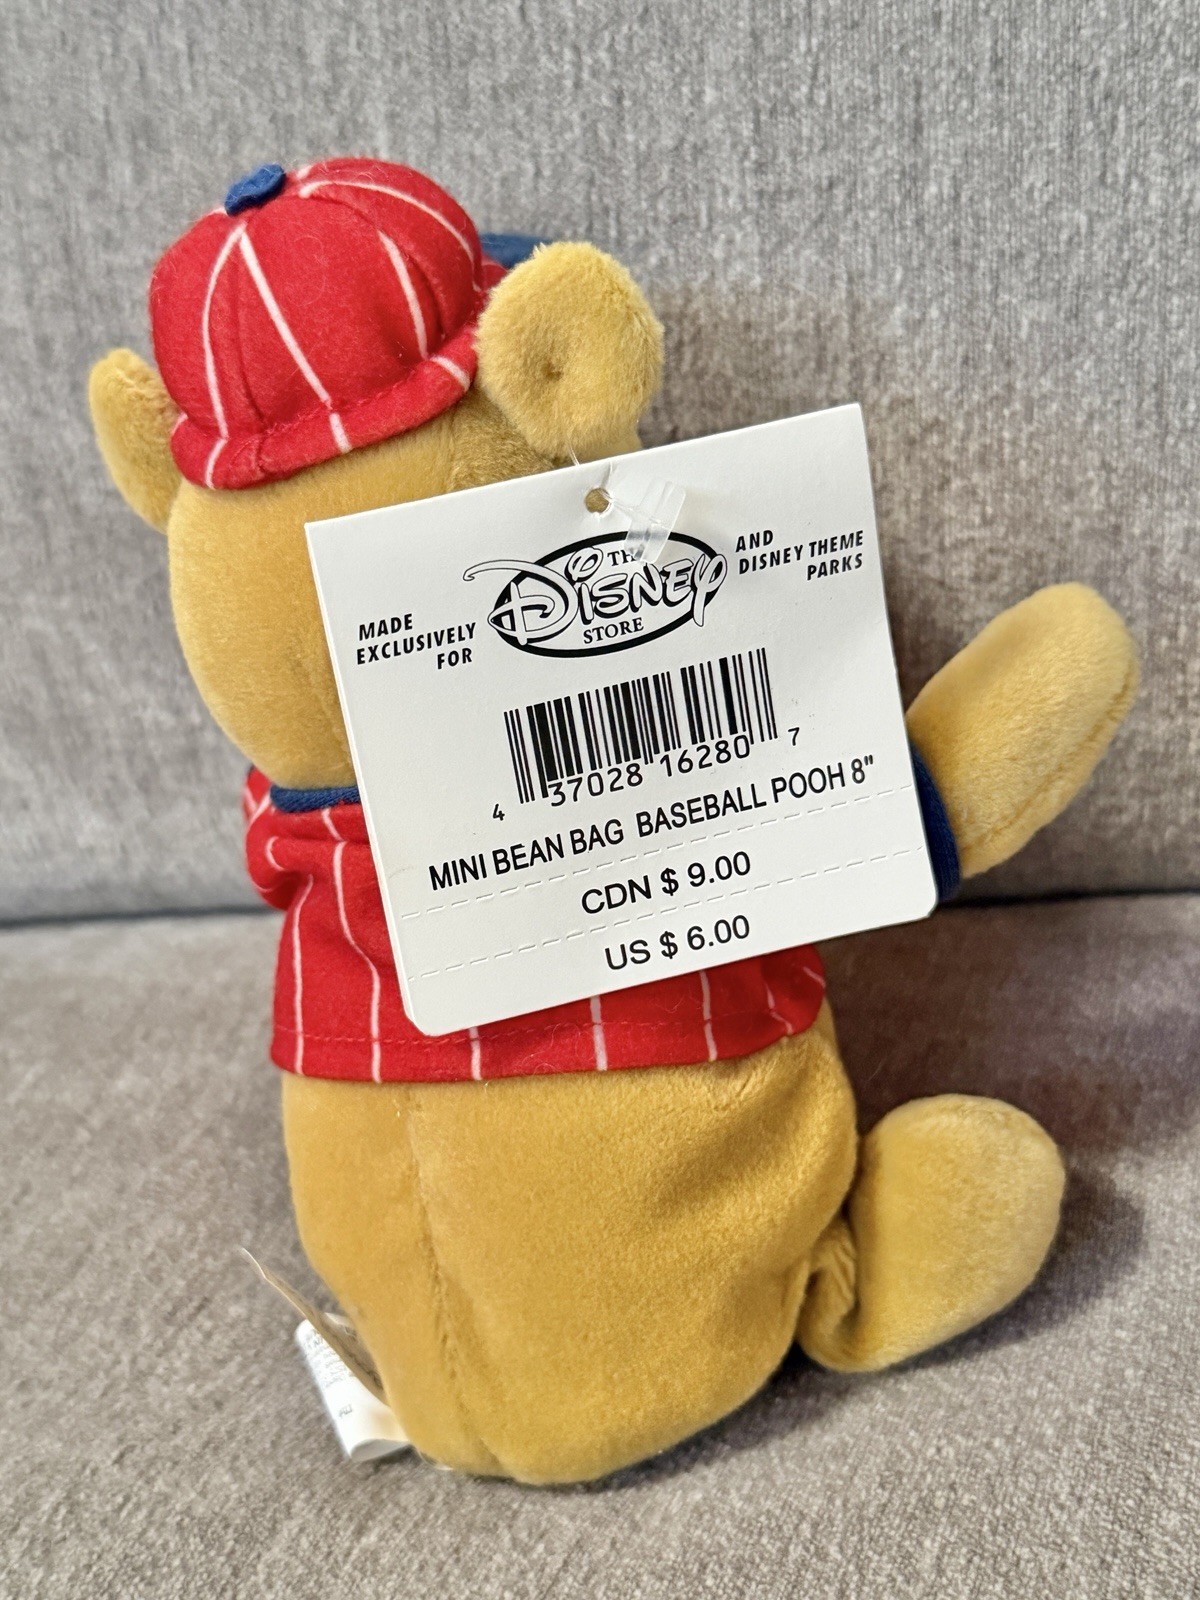 MADE
EXCLUSIVELY
FOR
THE
DISNEY
STORE
AND
DISNEY THEME
PARKS
4 37028 16280 7
MINI BEAN BAG BASEBALL POOH 8"
CDN $ 9.00
US $ 6.00